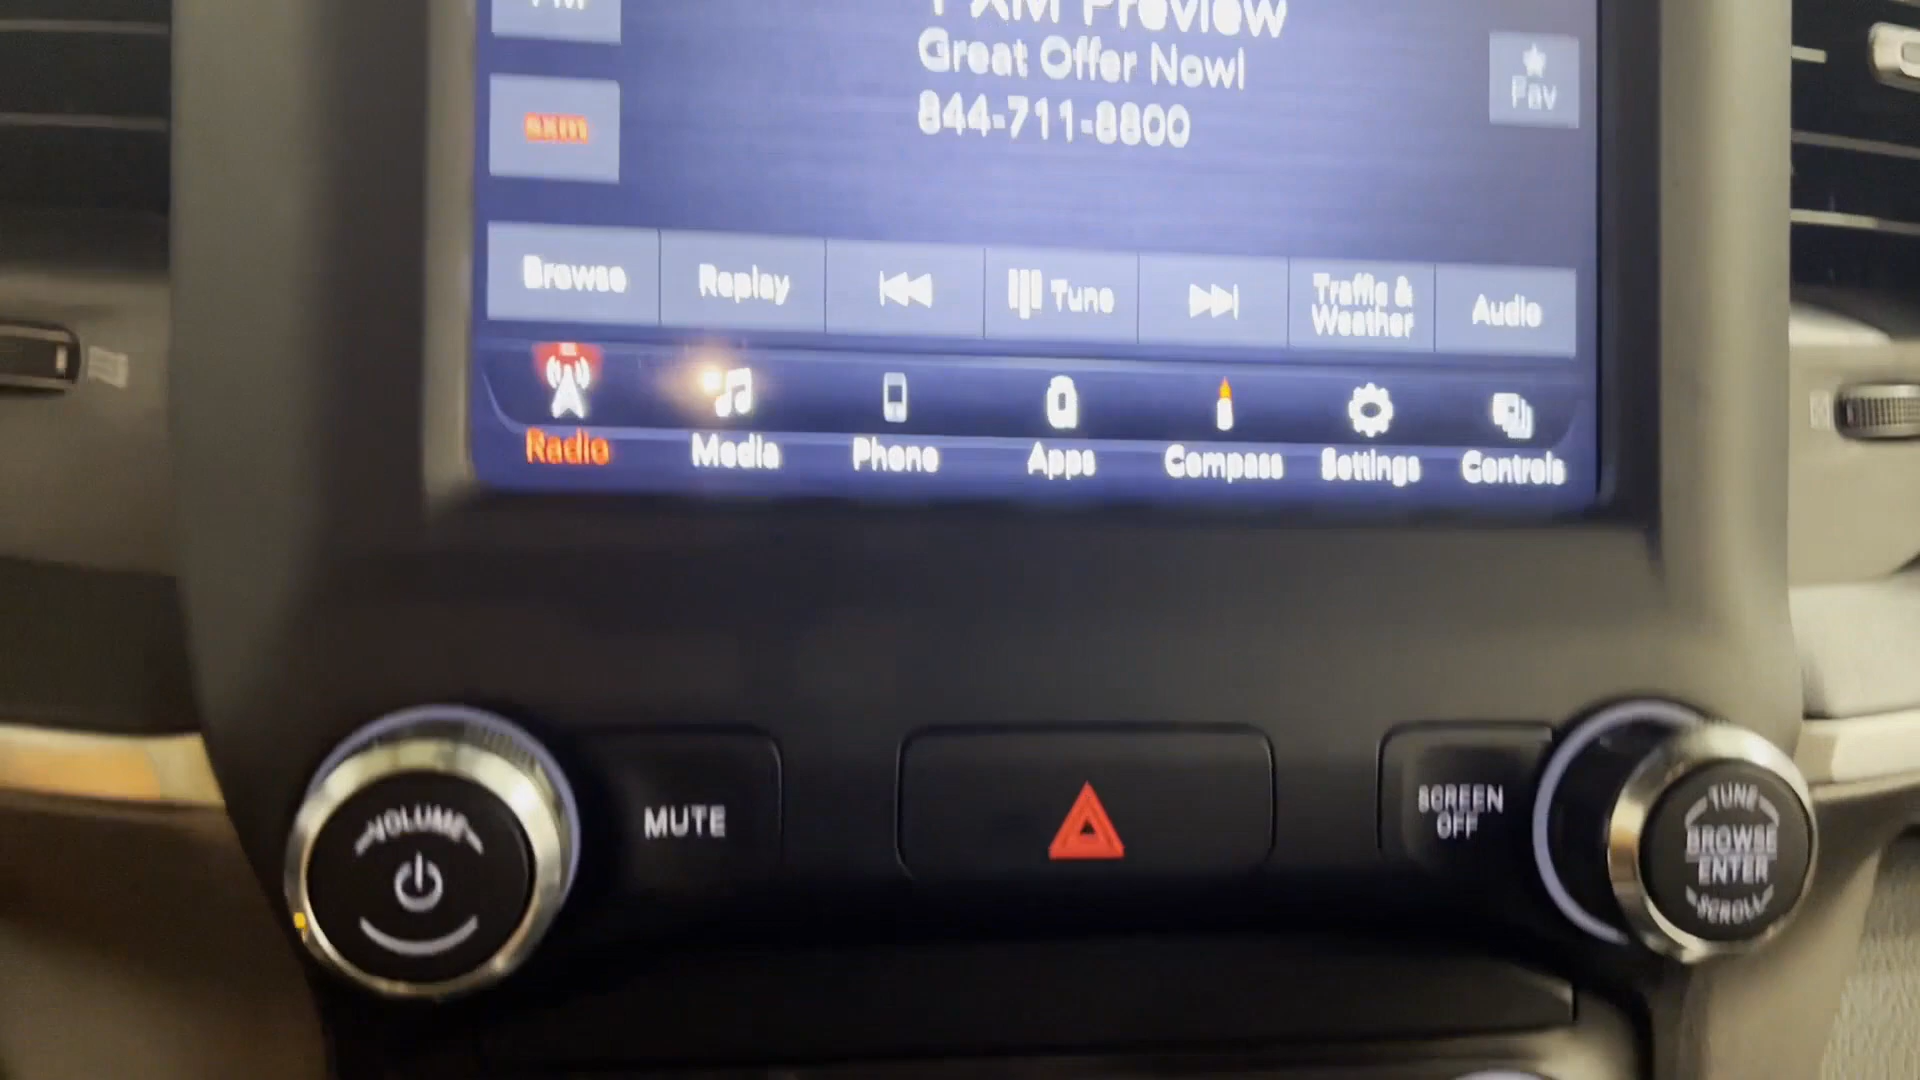 FM
1 XM Preview
Great Offer Now!
844-711-8800
Fav
sxm
Browse
Replay
Tune
Traffic &
Weather
Audio
Radio
Media
Phone
Apps
Compass
Settings
Controls
VOLUME
MUTE
SCREEN
OFF
TUNE
BROWSE
ENTER
SCROLL